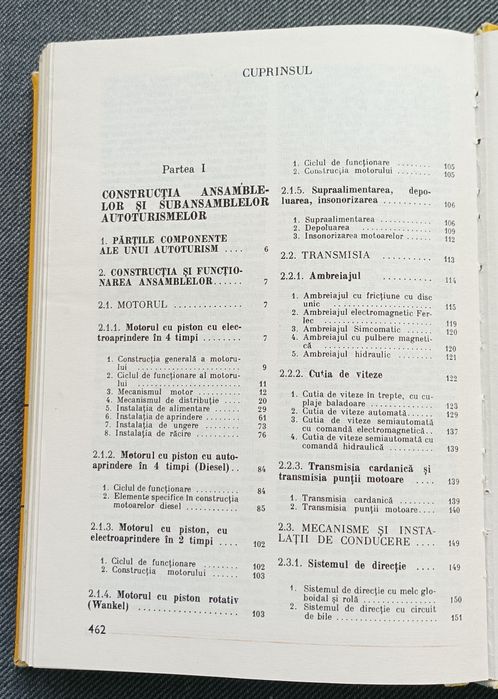 CUPRINSUL
Partea I
CONSTRUCȚIA ANSAMBLE-
LOR ȘI SUBANSAMBLELOR
AUTOTURISMELOR
1. PĂRȚILE COMPONENTE
ALE UNUI AUTOTURISM .... 6
2. CONSTRUCȚIA ȘI FUNCȚIO-
NAREA ANSAMBLELOR...... 7
2.1. MOTORUL .............. 7
2.1.1. Motorul cu piston cu elec-
troaprindere în 4 timpi ........ 7
1. Construcția generală a motoru-
lui .................... 9
2. Ciclul de funcționare al motoru-
lui .................... 11
3. Mecanismul motor ........ 12
4. Mecanismul de distribuție .... 20
5. Instalația de alimentare ...... 29
6. Instalația de aprindere ...... 61
7. Instalația de ungere ........ 73
8. Instalația de răcire ........ 76
2.1.2. Motorul cu piston cu auto-
aprindere în 4 timpi (Diesel) .. 84
1. Ciclul de funcționare ........ 84
2. Elemente specifice în construcția
motoarelor diesel .......... 85
2.1.3. Motorul cu piston, cu
electroaprindere în 2 timpi .... 102
1. Ciclul de funcționare ........ 102
2. Construcția motorului ...... 103
2.1.4. Motorul cu piston rotativ
(Wankel) ................ 103
462
1. Ciclul de funcționare ........ 105
2. Construcția motorului ........ 105
2.1.5. Supraalimentarea, depo-
luarea, insonorizarea .......... 106
1. Supraalimentarea .......... 106
2. Depoluarea .............. 109
3. Insonorizarea motoarelor .... 112
2.2. TRANSMISIA ............ 113
2.2.1. Ambreiajul ............ 114
1. Ambreiajul cu fricțiune cu disc
unic .................... 115
2. Ambreiajul electromagnetic Fer-
lec .................... 119
3. Ambreiajul Simcomatic ...... 120
4. Ambreiajul cu pulbere magneti-
că .................... 120
5. Ambreiajul hidraulic ........ 121
2.2.2. Cutia de viteze ........ 122
1. Cutia de viteze în trepte, cu cu-
plaje baladoare ............ 123
2. Cutia de viteze automată...... 129
3. Cutia de viteze semiautomată
cu comandă electromagnetică.. 137
4. Cutia de viteze semiautomată cu
comandă hidraulică .......... 139
2.2.3. Transmisia cardanică și
transmisia punții motoare .... 139
1. Transmisia cardanică ........ 139
2. Transmisia punții motoare.... 140
2.3. MECANISME ȘI INSTA-
LAȚII DE CONDUCERE .... 149
2.3.1. Sistemul de direcție .... 149
1. Sistemul de direcție cu melc glo-
boidal și rolă .............. 150
2. Sistemul de direcție cu circuit
de bile .................. 151